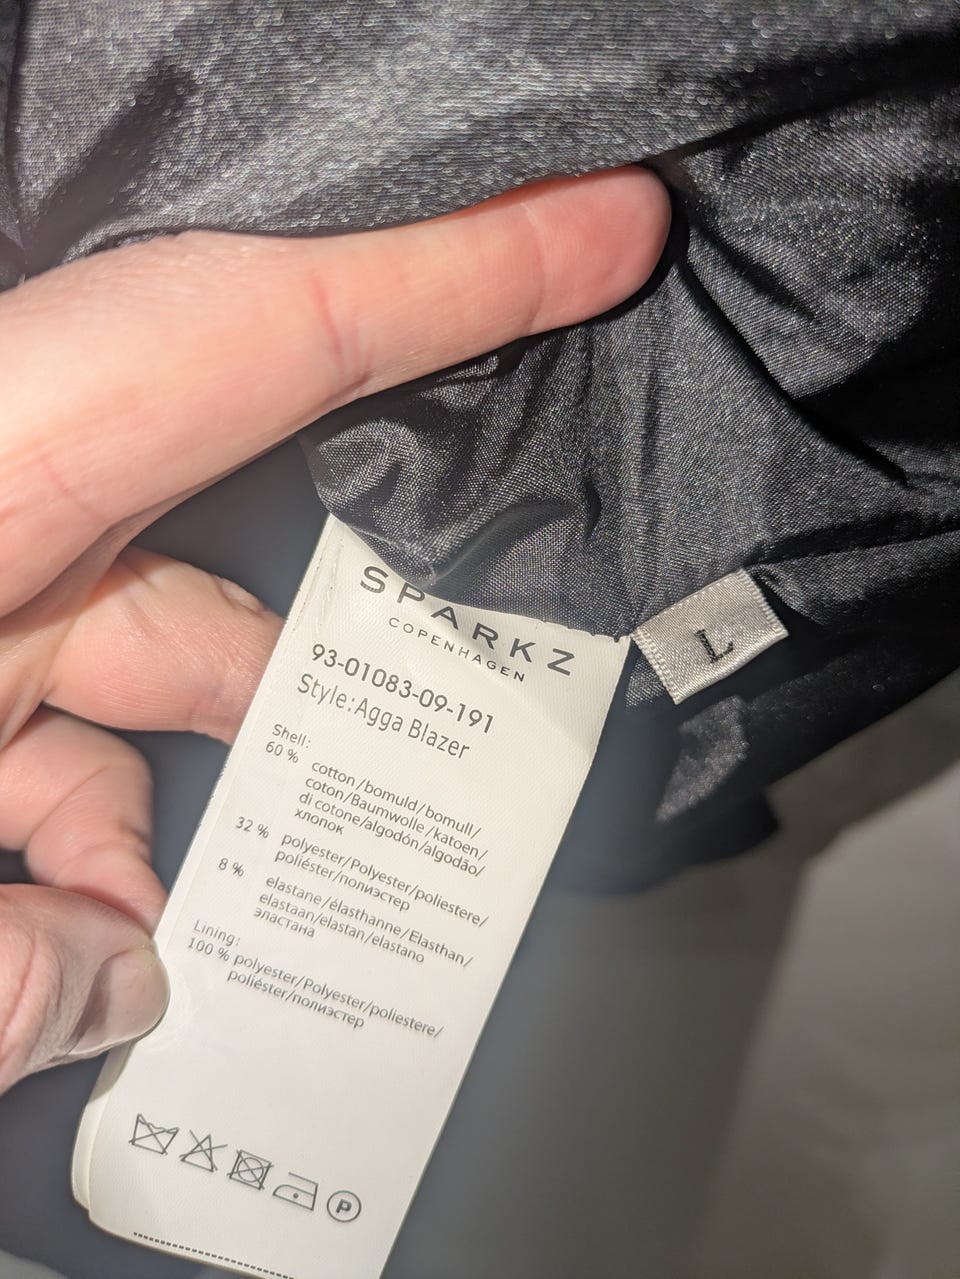 SPARKZ
COPENHAGEN
L
93-01083-09-191
Style:Agga Blazer
Shell:
60 % cotton/bomuld/bomull/
coton/Baumwolle/katoen/
di cotone/algodón/algodão/
хлопок
32 % polyester/Polyester/poliestere/
poliéster/полиэстер
8 % elastane/élasthanne/Elasthan/
elastaan/elastan/elastano
эластана
Lining:
100 % polyester/Polyester/poliestere/
poliéster/полиэстер
P